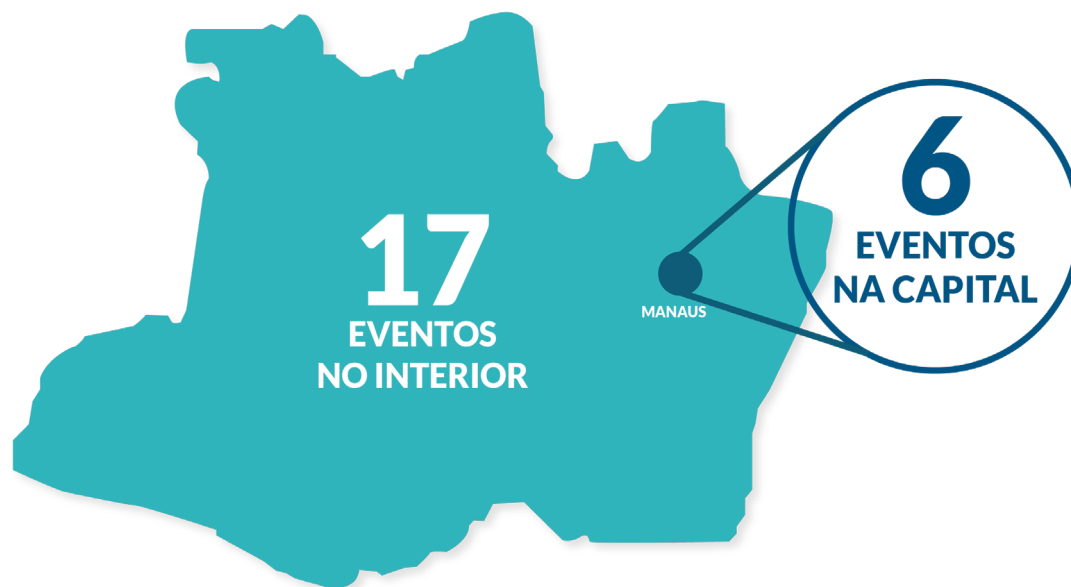 17
EVENTOS
NO INTERIOR
MANAUS
6
EVENTOS
NA CAPITAL